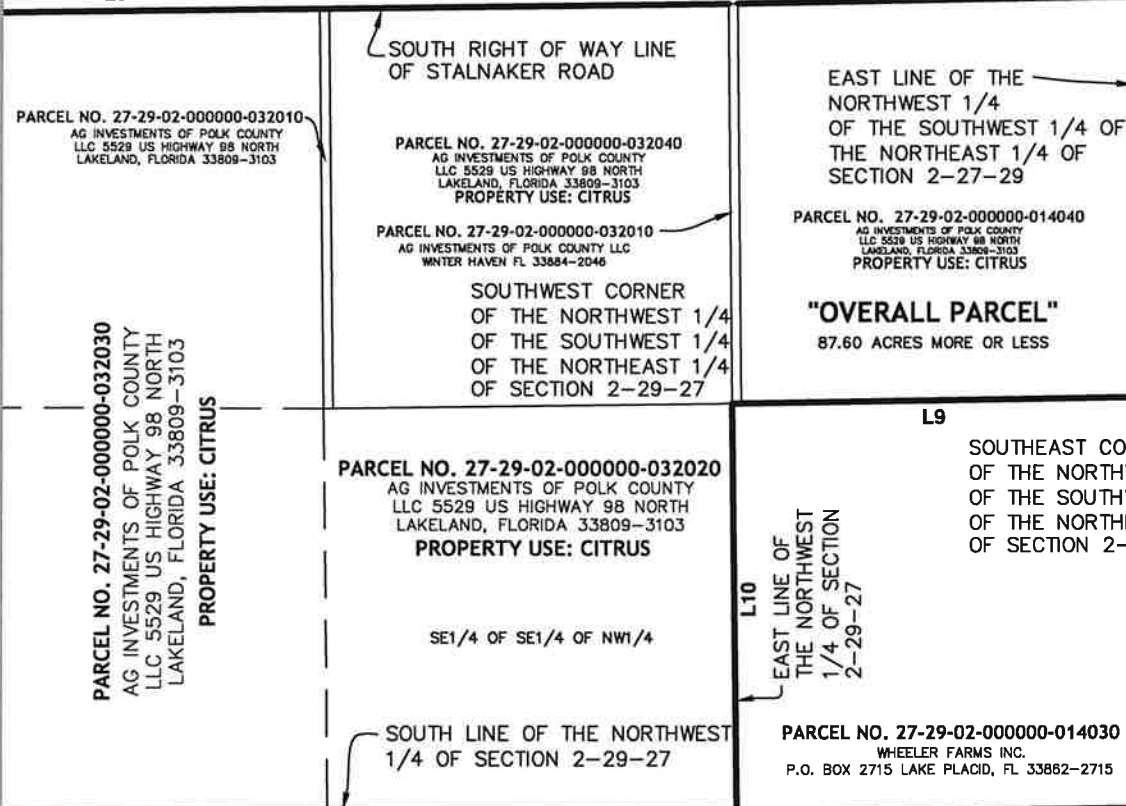 SOUTH RIGHT OF WAY LINE
OF STALNAKER ROAD
EAST LINE OF THE
NORTHWEST 1/4
OF THE SOUTHWEST 1/4 OF
THE NORTHEAST 1/4 OF
SECTION 2-27-29
PARCEL NO. 27-29-02-000000-032010
AG INVESTMENTS OF POLK COUNTY
LLC 5529 US HIGHWAY 98 NORTH
LAKELAND, FLORIDA 33809-3103
PARCEL NO. 27-29-02-000000-032040
AG INVESTMENTS OF POLK COUNTY
LLC 5529 US HIGHWAY 98 NORTH
LAKELAND, FLORIDA 33809-3103
PROPERTY USE: CITRUS
PARCEL NO. 27-29-02-000000-032010
AG INVESTMENTS OF POLK COUNTY LLC
WINTER HAVEN FL 33884-2046
PARCEL NO. 27-29-02-000000-014040
AG INVESTMENTS OF POLK COUNTY
LLC 5529 US HIGHWAY 98 NORTH
LAKELAND, FLORIDA 33809-3103
PROPERTY USE: CITRUS
"OVERALL PARCEL"
87.60 ACRES MORE OR LESS
SOUTHWEST CORNER
OF THE NORTHWEST 1/4
OF THE SOUTHWEST 1/4
OF THE NORTHEAST 1/4
OF SECTION 2-29-27
PARCEL NO. 27-29-02-000000-032030
AG INVESTMENTS OF POLK COUNTY
LLC 5529 US HIGHWAY 98 NORTH
LAKELAND, FLORIDA 33809-3103
PROPERTY USE: CITRUS
PARCEL NO. 27-29-02-000000-032020
AG INVESTMENTS OF POLK COUNTY
LLC 5529 US HIGHWAY 98 NORTH
LAKELAND, FLORIDA 33809-3103
PROPERTY USE: CITRUS
SE1/4 OF SE1/4 OF NW1/4
SOUTH LINE OF THE NORTHWEST
1/4 OF SECTION 2-29-27
L9
SOUTHEAST CO
OF THE NORTH
OF THE SOUTH
OF THE NORTH
OF SECTION 2-
L10
EAST LINE OF
THE NORTHWEST
1/4 OF SECTION
2-29-27
PARCEL NO. 27-29-02-000000-014030
WHEELER FARMS INC.
P.O. BOX 2715 LAKE PLACID, FL 33862-2715